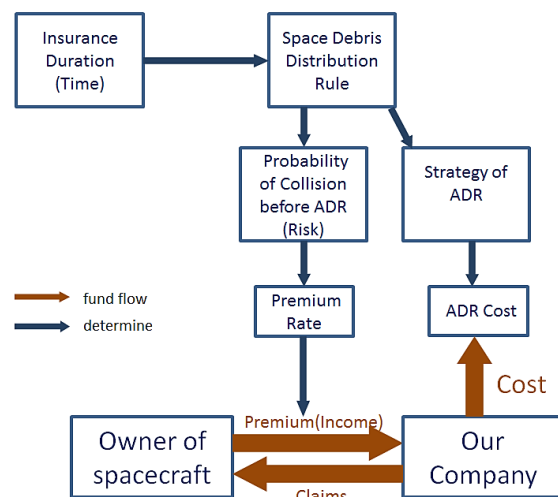 Insurance
Duration
(Time)
Space Debris
Distribution
Rule
Probability
of Collision
before ADR
(Risk)
Strategy of
ADR
fund flow
determine
Premium
Rate
ADR Cost
Cost
Premium(Income)
Owner of
spacecraft
Our
Company
Claims